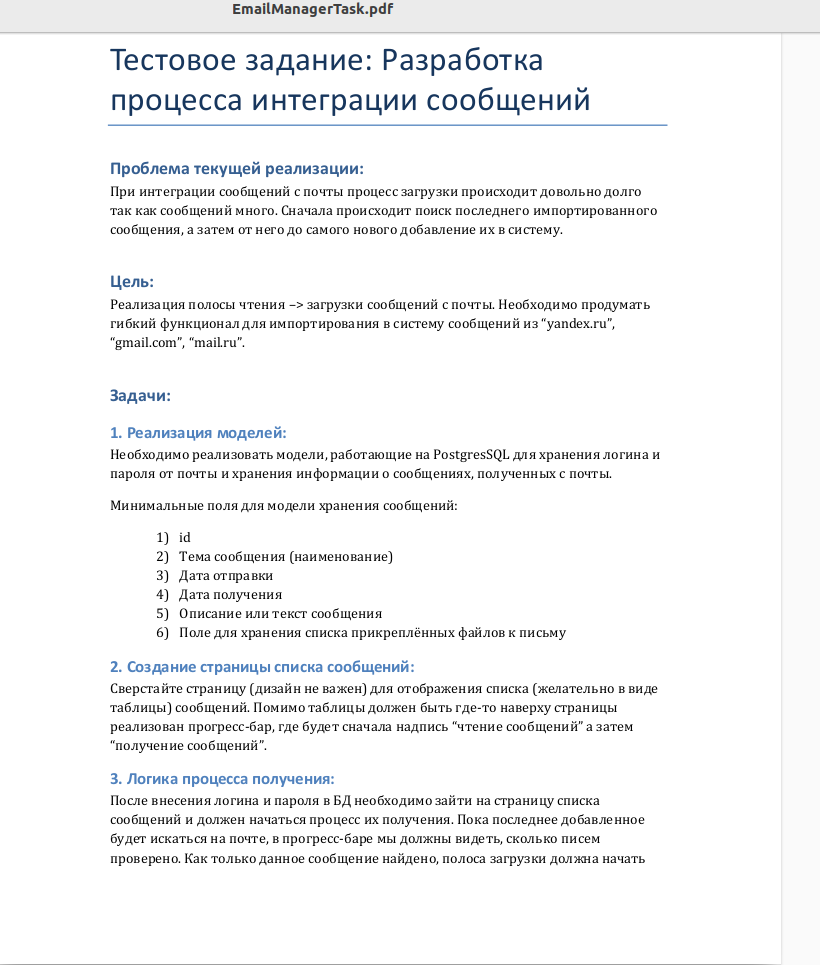 EmailManagerTask.pdf
Тестовое задание: Разработка
процесса интеграции сообщений
Проблема текущей реализации:
При интеграции сообщений с почты процесс загрузки происходит довольно долго
так как сообщений много. Сначала происходит поиск последнего импортированного
сообщения, а затем от него до самого нового добавление их в систему.
Цель:
Реализация полосы чтения –> загрузки сообщений с почты. Необходимо продумать
гибкий функционал для импортирования в систему сообщений из “yandex.ru”,
“gmail.com”, “mail.ru”.
Задачи:
1. Реализация моделей:
Необходимо реализовать модели, работающие на PostgresSQL для хранения логина и
пароля от почты и хранения информации о сообщениях, полученных с почты.
Минимальные поля для модели хранения сообщений:
1) id
2) Тема сообщения (наименование)
3) Дата отправки
4) Дата получения
5) Описание или текст сообщения
6) Поле для хранения списка прикреплённых файлов к письму
2. Создание страницы списка сообщений:
Сверстайте страницу (дизайн не важен) для отображения списка (желательно в виде
таблицы) сообщений. Помимо таблицы должен быть где-то наверху страницы
реализован прогресс-бар, где будет сначала надпись “чтение сообщений” а затем
“получение сообщений”.
3. Логика процесса получения:
После внесения логина и пароля в БД необходимо зайти на страницу списка
сообщений и должен начаться процесс их получения. Пока последнее добавленное
будет искаться на почте, в прогресс-баре мы должны видеть, сколько писем
проверено. Как только данное сообщение найдено, полоса загрузки должна начать